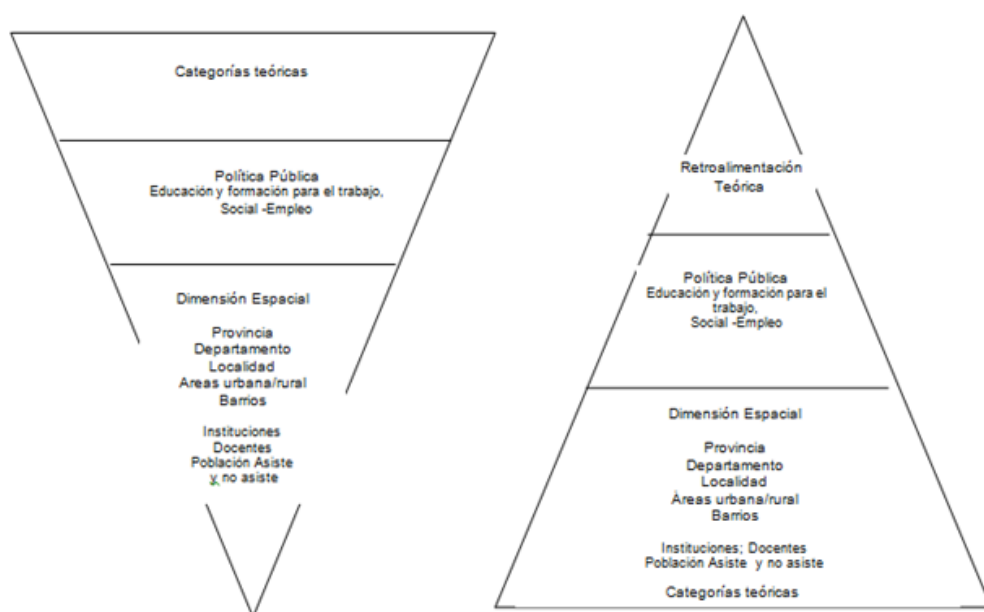 Categorías teóricas
Política Pública
Educación y formación para el trabajo,
Social -Empleo
Dimensión Espacial
Provincia
Departamento
Localidad
Areas urbana/rural
Barrios
Instituciones
Docentes
Población Asiste
y no asiste
Retroalimentación
Teórica
Política Pública
Educación y formación para el
trabajo,
Social -Empleo
Dimensión Espacial
Provincia
Departamento
Localidad
Àreas urbana/rural
Barrios
Instituciones; Docentes
Población Asiste y no asiste
Categorías teóricas